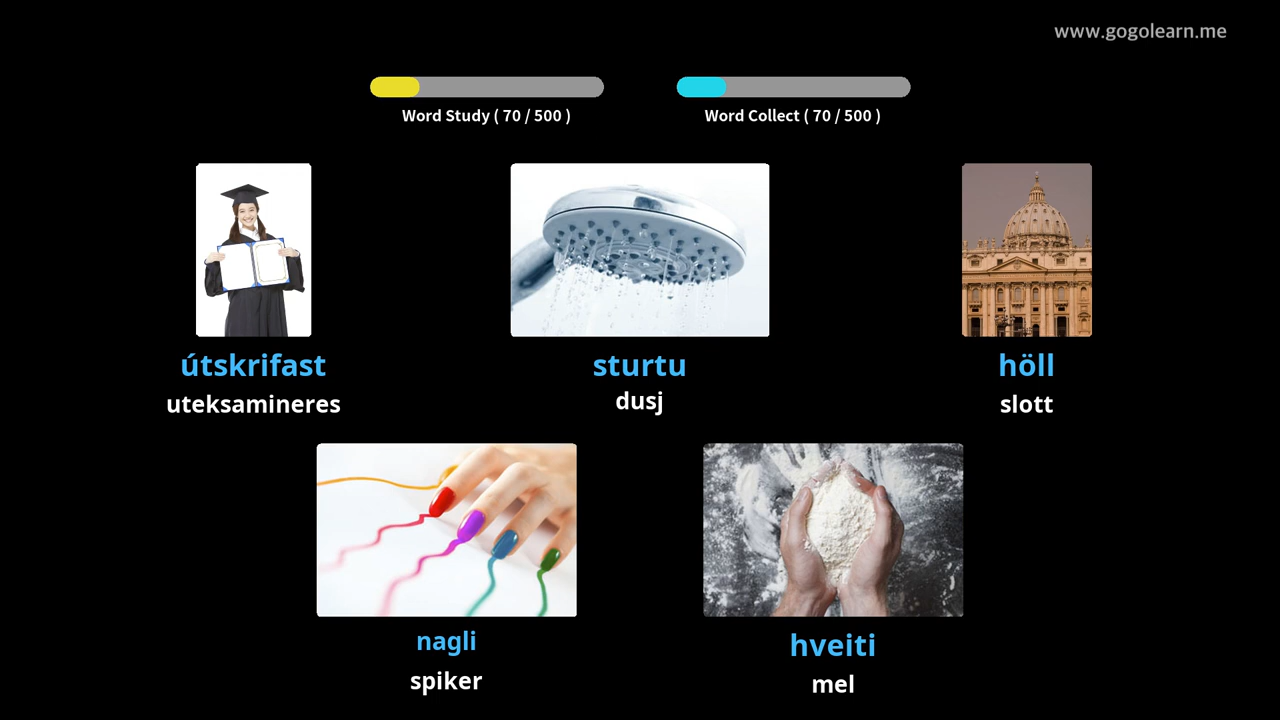 www.gogolearn.me
Word Study ( 70 / 500 )
Word Collect ( 70 / 500 )
útskrifast
uteksamineres
sturtu
dusj
höll
slott
nagli
spiker
hveiti
mel